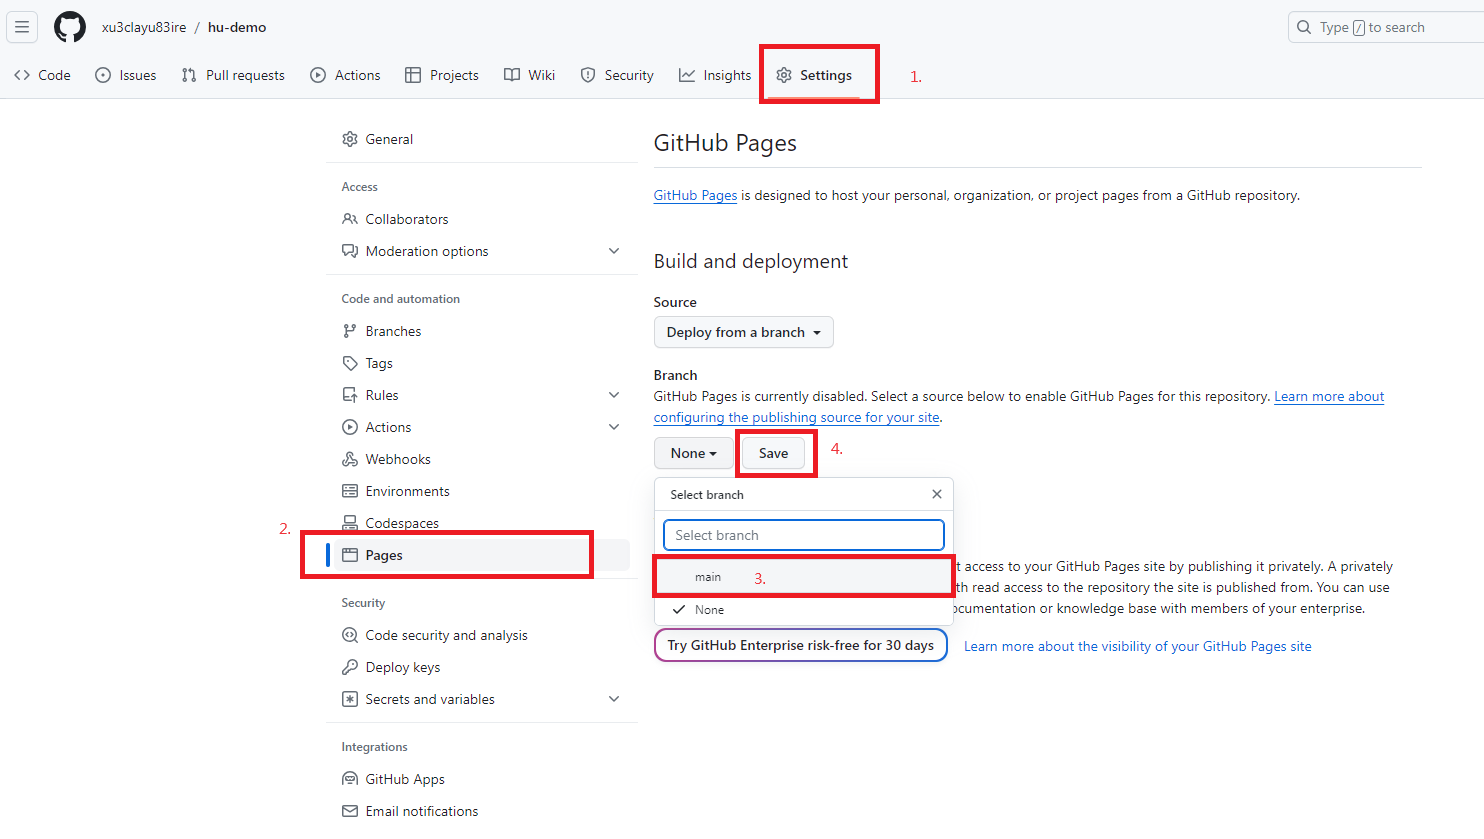 xu3clayu83ire / hu-demo
Type / to search
Code Issues Pull requests Actions Projects Wiki Security Insights Settings 1.
General
Access
Collaborators
Moderation options
Code and automation
Branches
Tags
Rules
Actions
Webhooks
Environments
Codespaces
2.
Pages
Security
Code security and analysis
Deploy keys
Secrets and variables
Integrations
GitHub Apps
Email notifications
GitHub Pages
GitHub Pages is designed to host your personal, organization, or project pages from a GitHub repository.
Build and deployment
Source
Deploy from a branch
Branch
GitHub Pages is currently disabled. Select a source below to enable GitHub Pages for this repository. Learn more about
configuring the publishing source for your site.
None Save 4.
Select branch
Select branch
main 3.
None
t access to your GitHub Pages site by publishing it privately. A privately
th read access to the repository the site is published from. You can use
ocumentation or knowledge base with members of your enterprise.
Try GitHub Enterprise risk-free for 30 days Learn more about the visibility of your GitHub Pages site